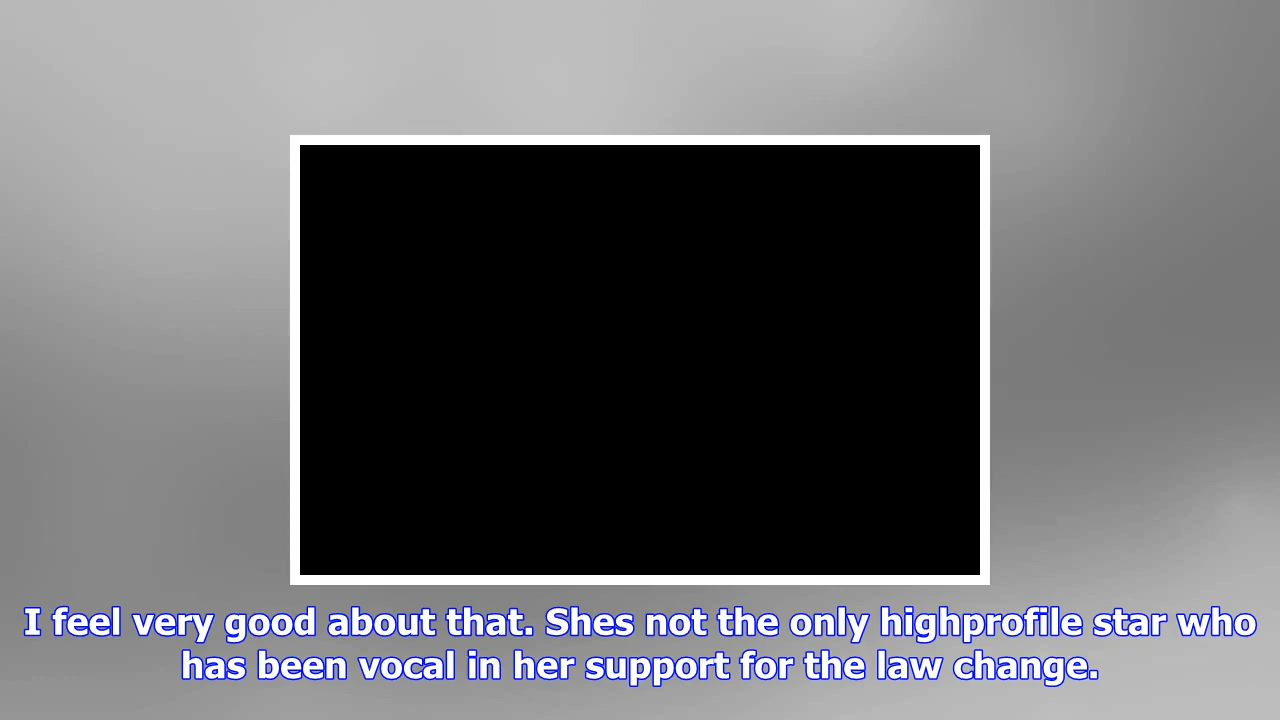 I feel very good about that. Shes not the only highprofile star who
has been vocal in her support for the law change.